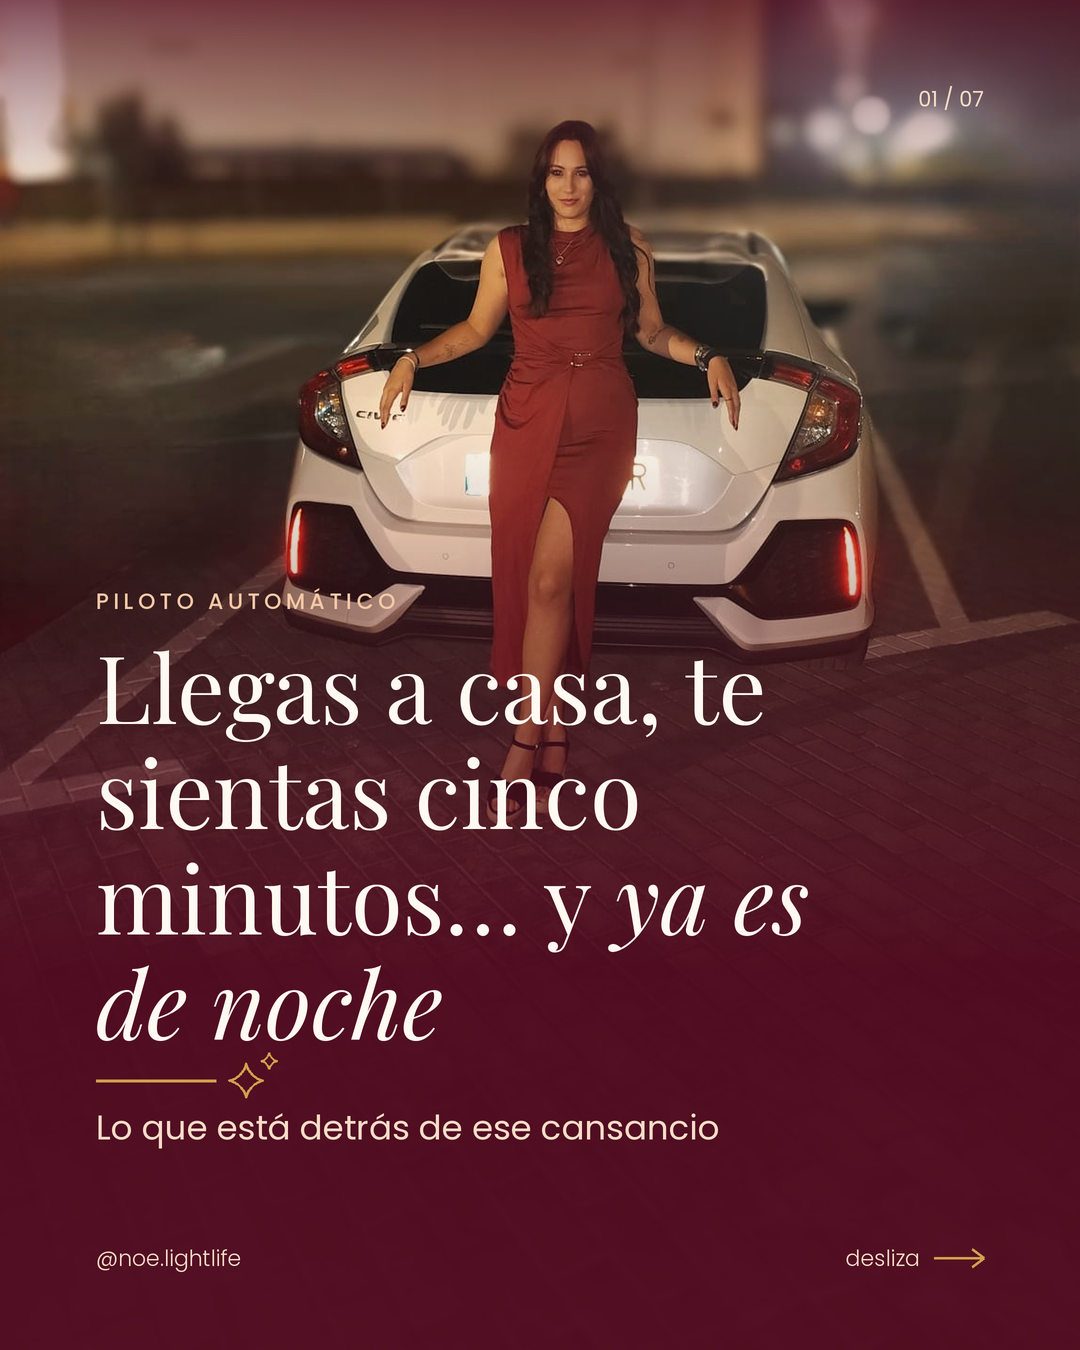 01 / 07
PILOTO AUTOMÁTICO
Llegas a casa, te
sientas cinco
minutos... y ya es
de noche
Lo que está detrás de ese cansancio
@noe.lightlife
desliza